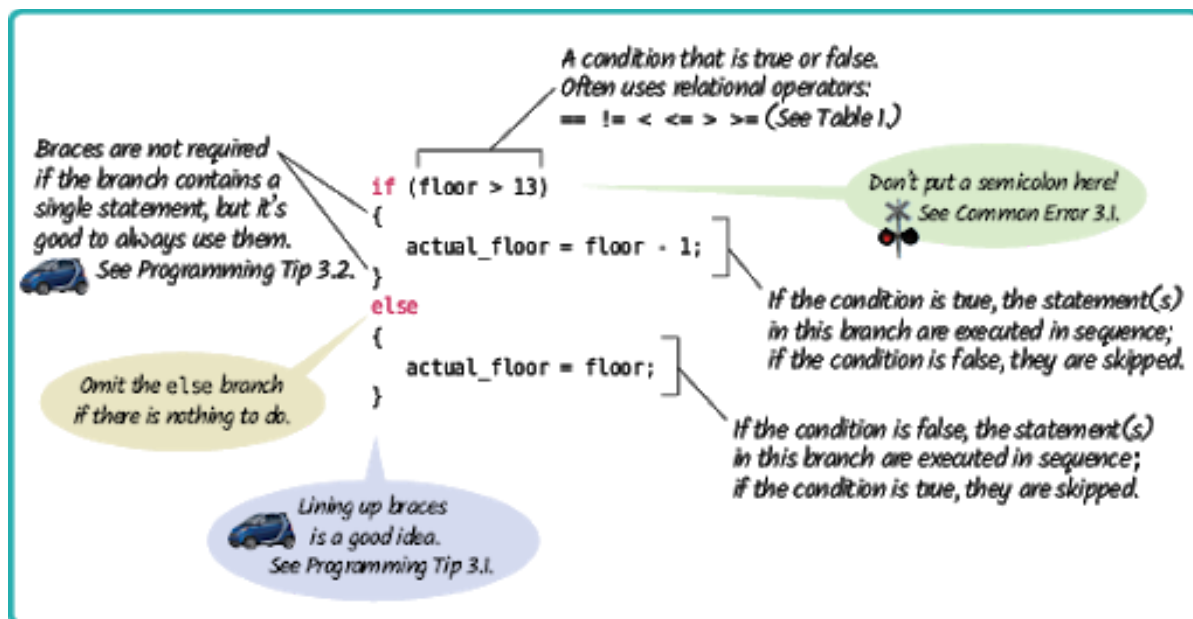 A condition that is true or false.
Often uses relational operators:
== != < <= > >= (See Table 1.)
Braces are not required
if the branch contains a
single statement, but it's
good to always use them.
See Programming Tip 3.2.
if (floor > 13)
{
actual_floor = floor - 1;
}
else
{
actual_floor = floor;
}
Don't put a semicolon here!
See Common Error 3.1.
If the condition is true, the statement(s)
in this branch are executed in sequence;
if the condition is false, they are skipped.
Omit the else branch
if there is nothing to do.
If the condition is false, the statement(s)
in this branch are executed in sequence;
if the condition is true, they are skipped.
Lining up braces
is a good idea.
See Programming Tip 3.1.